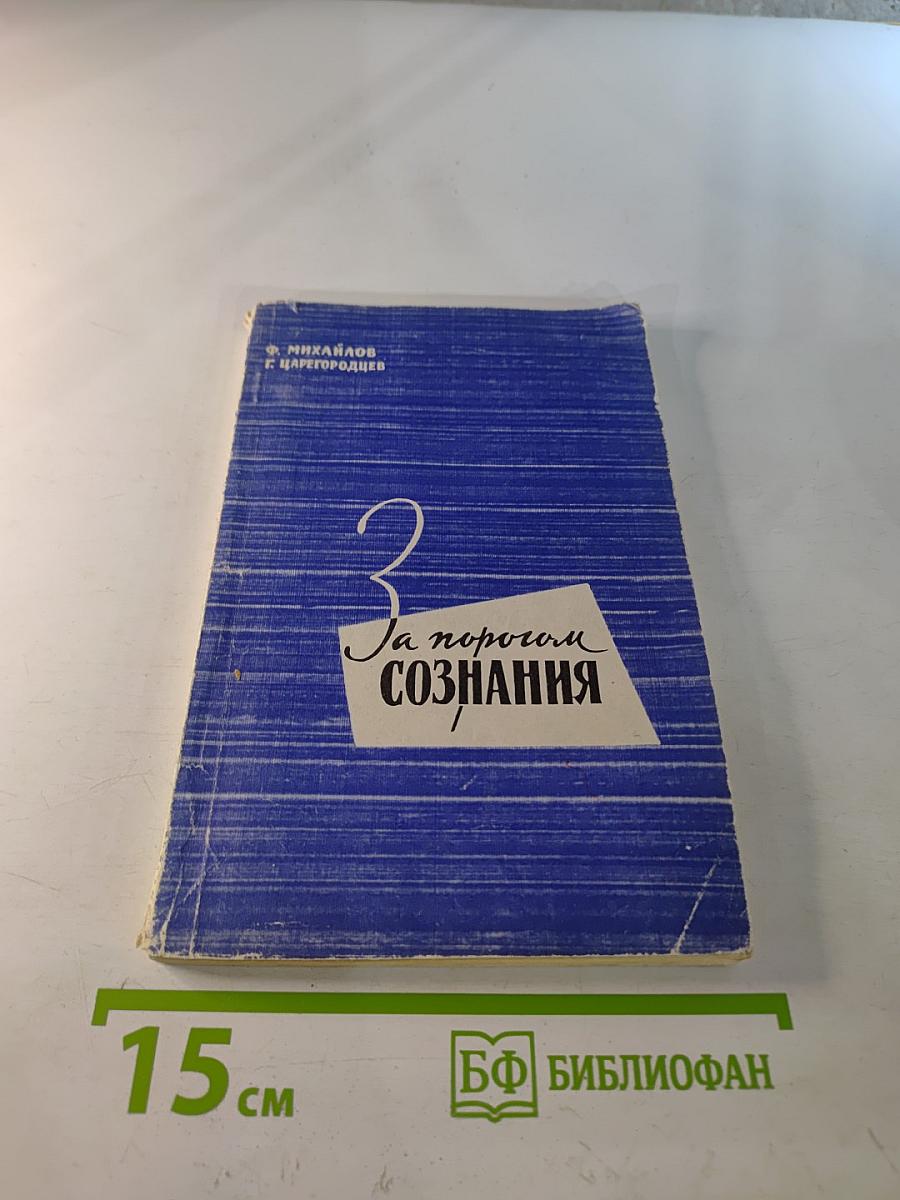 Ф. МИХАЙЛОВ
Г. ЦАРЕГОРОДЦЕВ
За порогом
СОЗНАНИЯ
15 см
БФ БИБЛИОФАН